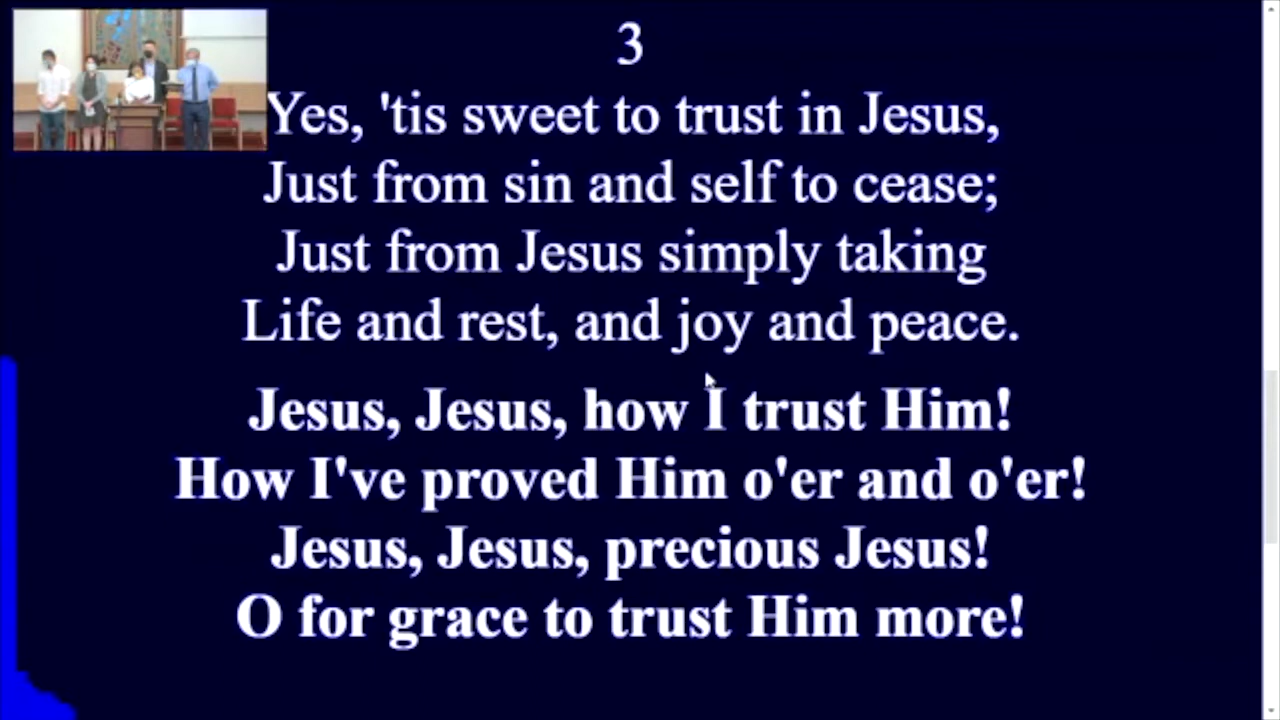 3
Yes, 'tis sweet to trust in Jesus,
Just from sin and self to cease;
Just from Jesus simply taking
Life and rest, and joy and peace.
Jesus, Jesus, how I trust Him!
How I've proved Him o'er and o'er!
Jesus, Jesus, precious Jesus!
O for grace to trust Him more!